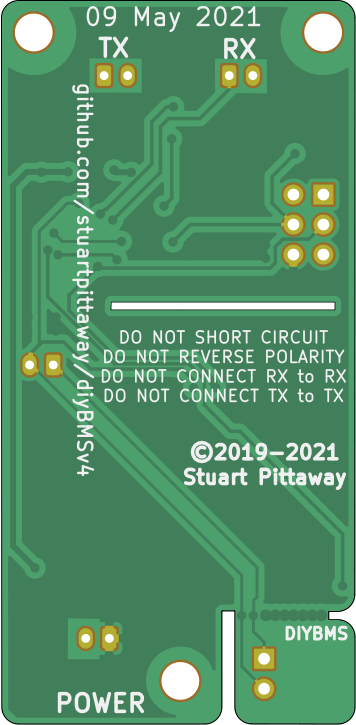 09 May 2021
TX RX
github.com/stuartpittaway/diyBMSv4
DO NOT SHORT CIRCUIT
DO NOT REVERSE POLARITY
DO NOT CONNECT RX to RX
DO NOT CONNECT TX to TX
©2019-2021
Stuart Pittaway
DIYBMS
POWER